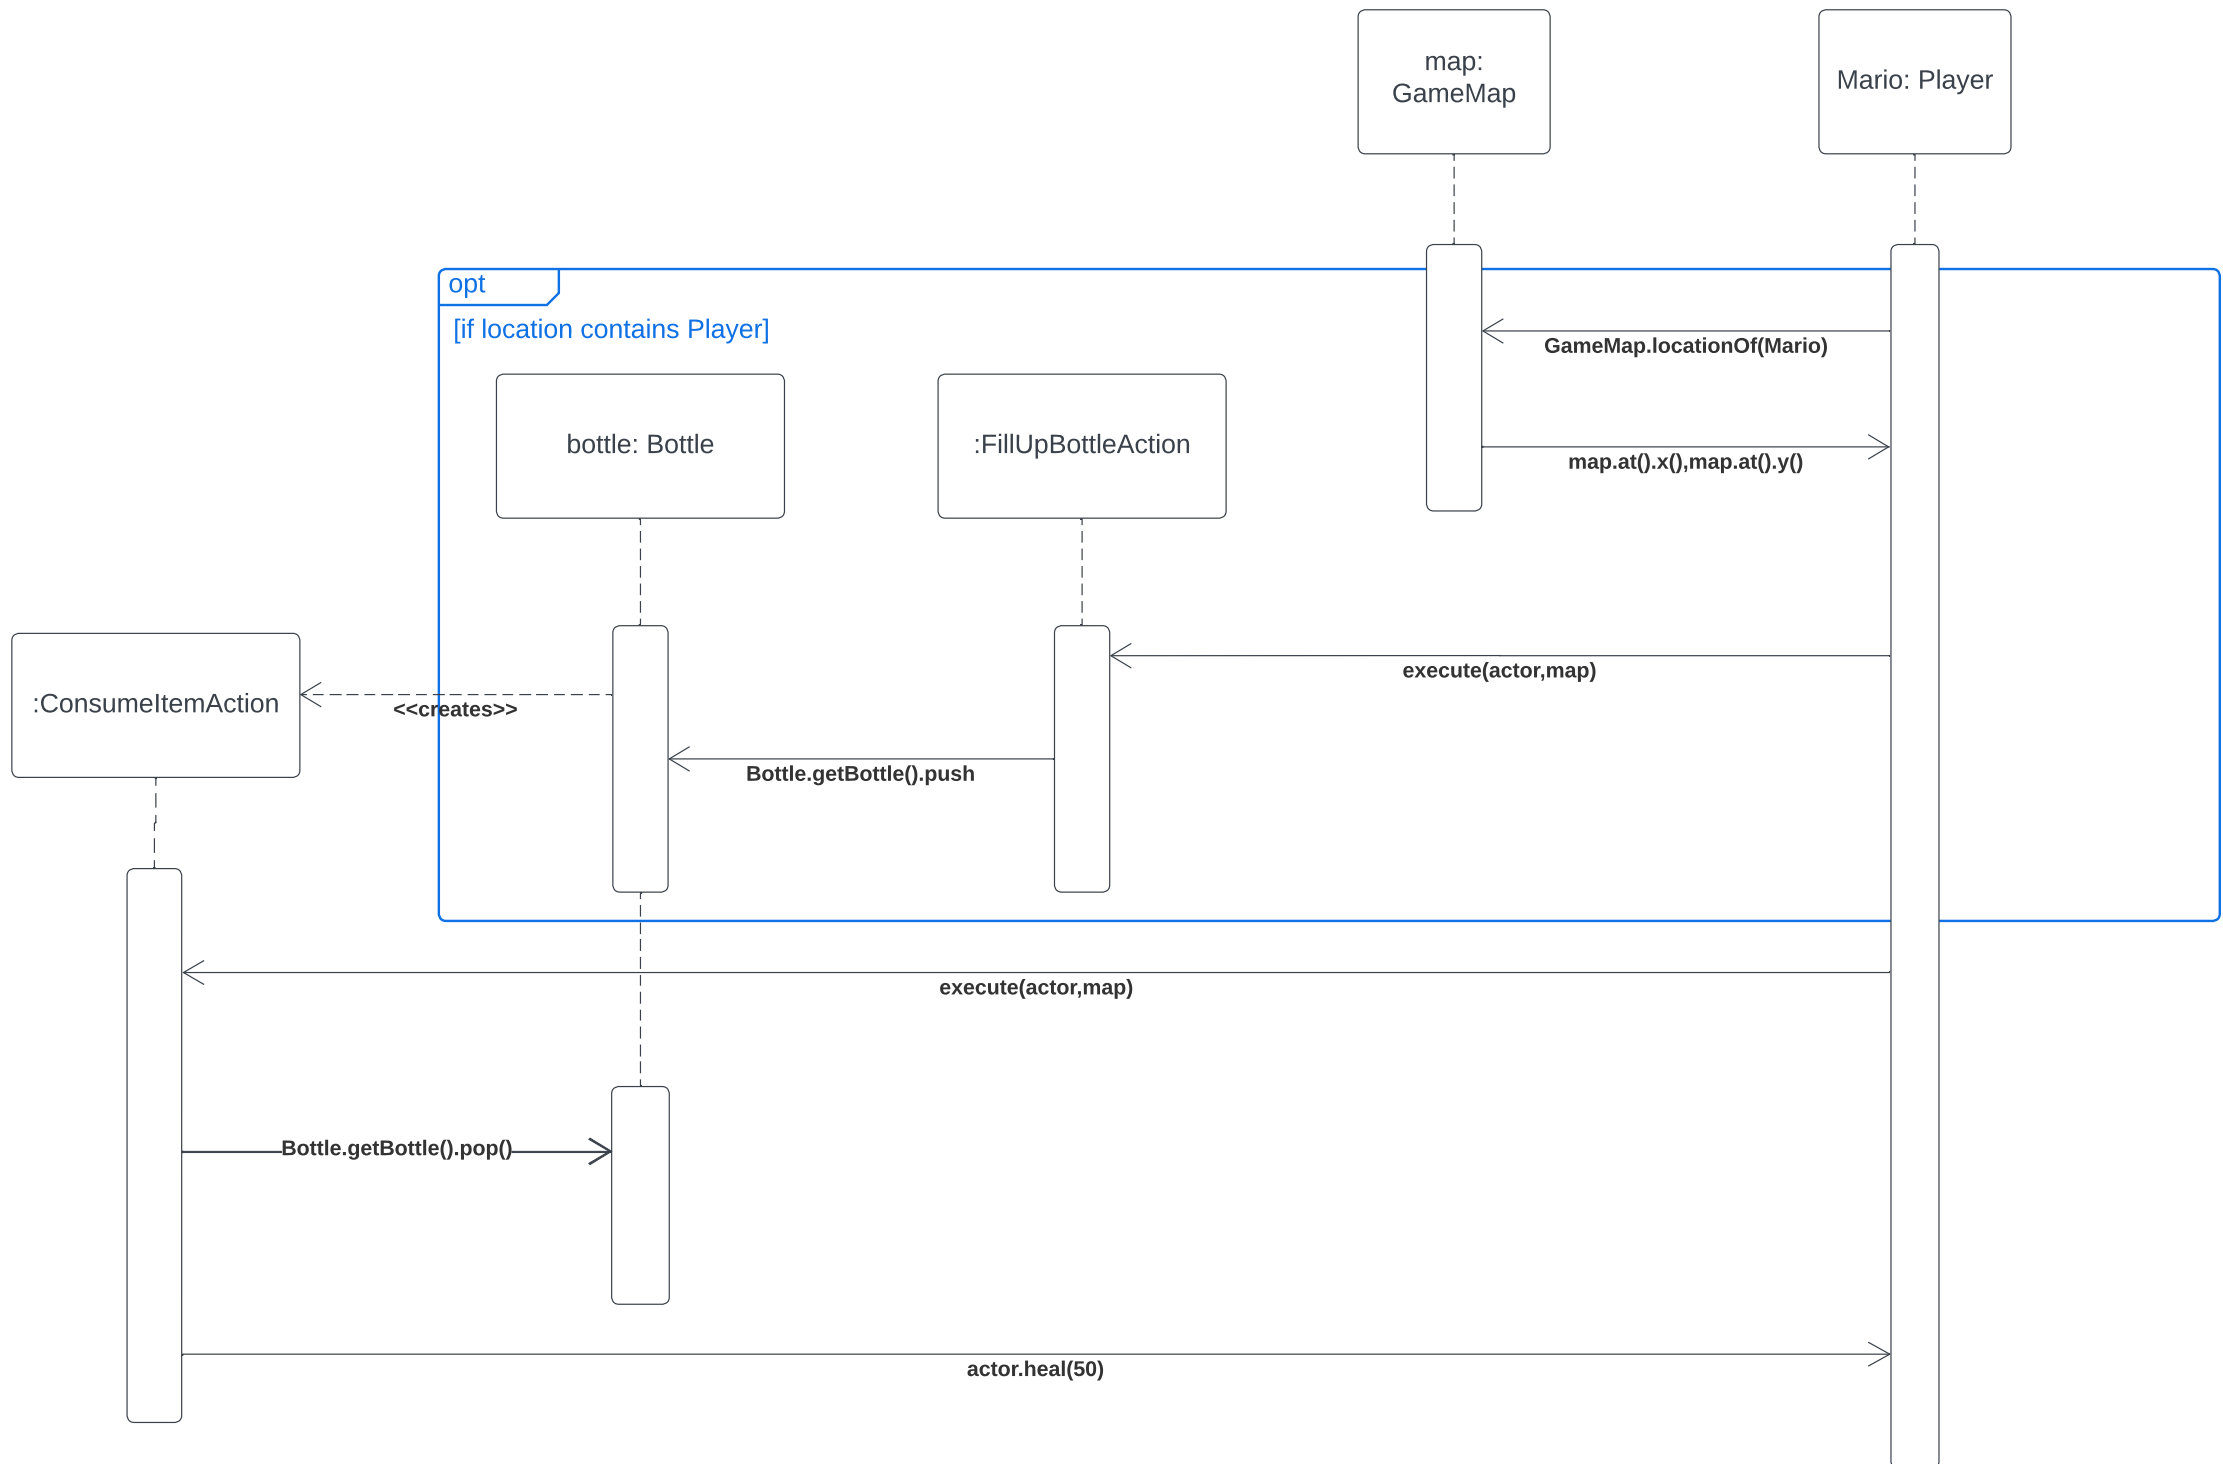 map:
GameMap
Mario: Player
opt
[if location contains Player]
GameMap.locationOf(Mario)
bottle: Bottle
:FillUpBottleAction
map.at().x(),map.at().y()
execute(actor,map)
:ConsumeItemAction
<<creates>>
Bottle.getBottle().push
execute(actor,map)
Bottle.getBottle().pop()
actor.heal(50)